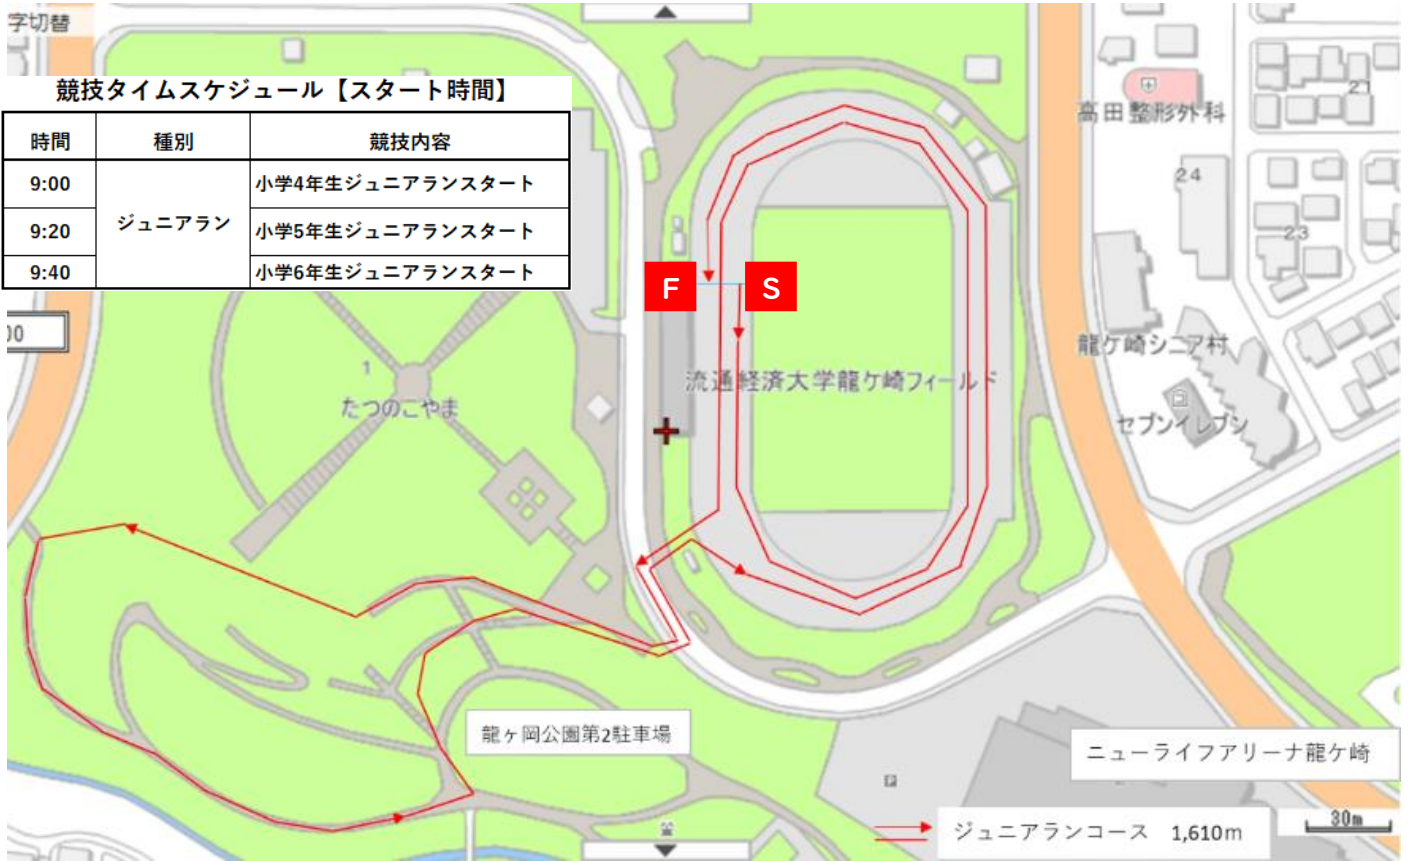 字切替
競技タイムスケジュール【スタート時間】
時間 種別 競技内容
9:00 ジュニアラン 小学4年生ジュニアランスタート
9:20 小学5年生ジュニアランスタート
9:40 小学6年生ジュニアランスタート
00
1
たつのこやま
F
S
流通経済大学龍ケ崎フィールド
高田整形外科
21
24
23
龍ケ崎シニア村
セブンイレブン
龍ヶ岡公園第2駐車場
ニューライフアリーナ龍ケ崎
P
ジュニアランコース 1,610m
30m